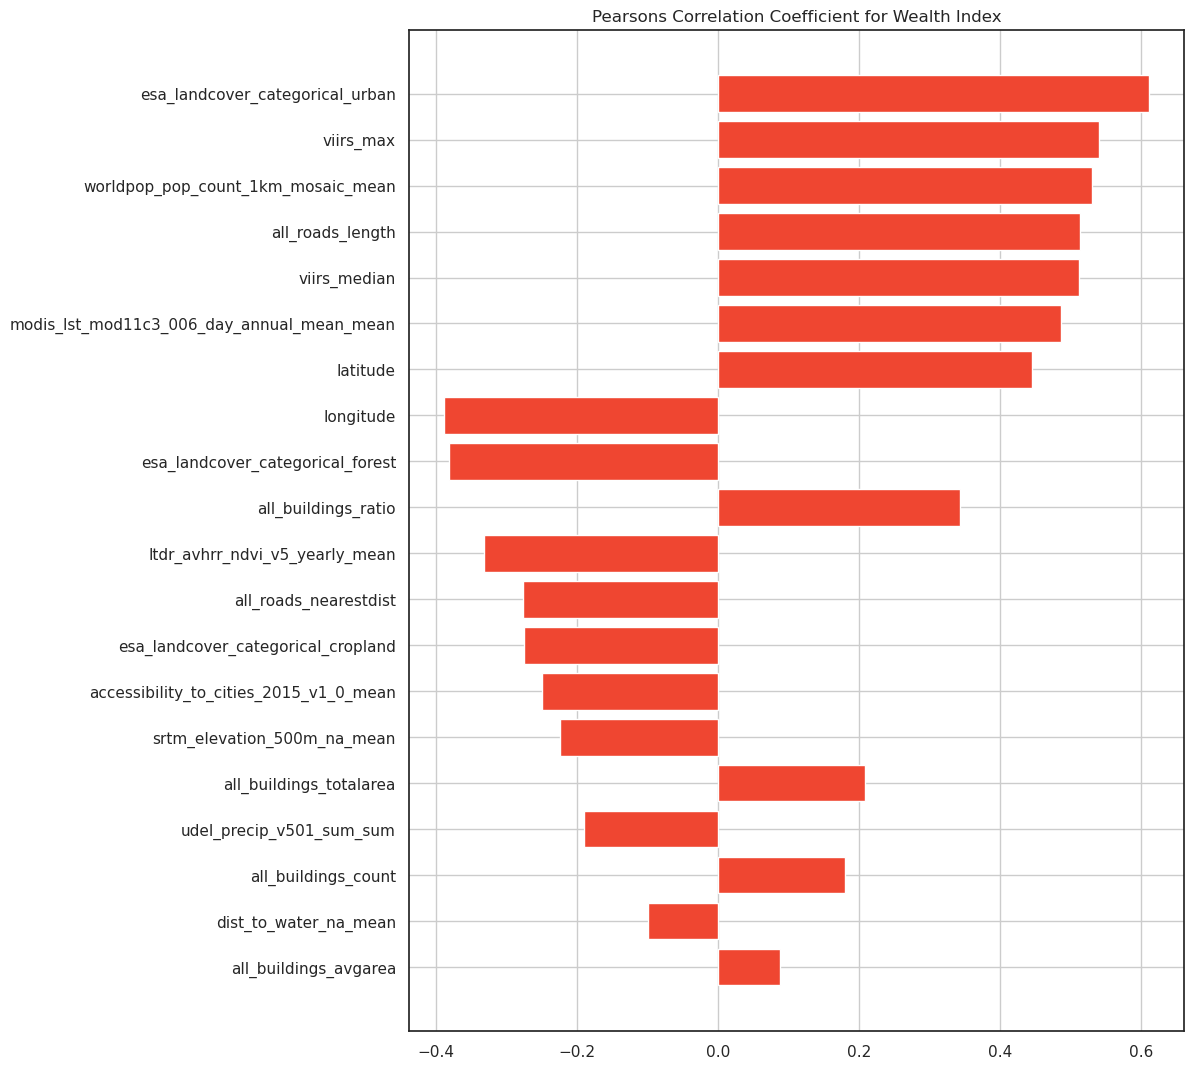 Pearsons Correlation Coefficient for Wealth Index
esa_landcover_categorical_urban
viirs_max
worldpop_pop_count_1km_mosaic_mean
all_roads_length
viirs_median
modis_lst_mod11c3_006_day_annual_mean_mean
latitude
longitude
esa_landcover_categorical_forest
all_buildings_ratio
ltdr_avhrr_ndvi_v5_yearly_mean
all_roads_nearestdist
esa_landcover_categorical_cropland
accessibility_to_cities_2015_v1_0_mean
srtm_elevation_500m_na_mean
all_buildings_totalarea
udel_precip_v501_sum_sum
all_buildings_count
dist_to_water_na_mean
all_buildings_avgarea
−0.4 −0.2 0.0 0.2 0.4 0.6